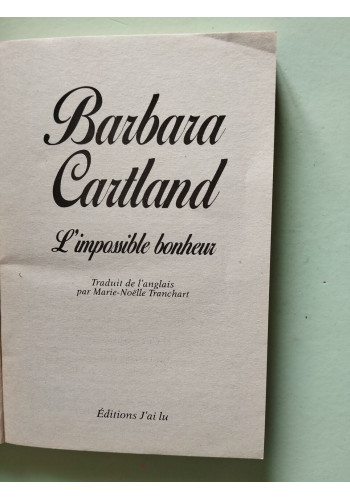 Barbara
Cartland
L'impossible bonheur
Traduit de l'anglais
par Marie-Noëlle Tranchart
Éditions J'ai lu